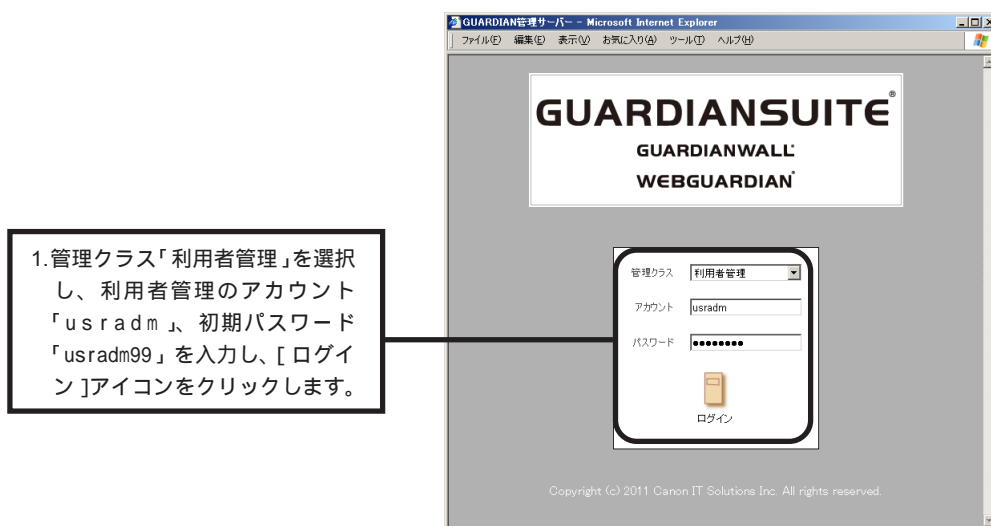 GUARDIAN管理サーバー - Microsoft Internet Explorer
ファイル(F) 編集(E) 表示(V) お気に入り(A) ツール(T) ヘルプ(H)
GUARDIANSUITE®
GUARDIANWALL
WEBGUARDIAN
1.管理クラス「利用者管理」を選択
し、利用者管理のアカウント
「usradm」、初期パスワード
「usradm99」を入力し、[ログイ
ン]アイコンをクリックします。
管理クラス 利用者管理
アカウント usradm
パスワード ●●●●●●●●
ログイン
Copyright (c) 2011 Canon IT Solutions Inc. All rights reserved.